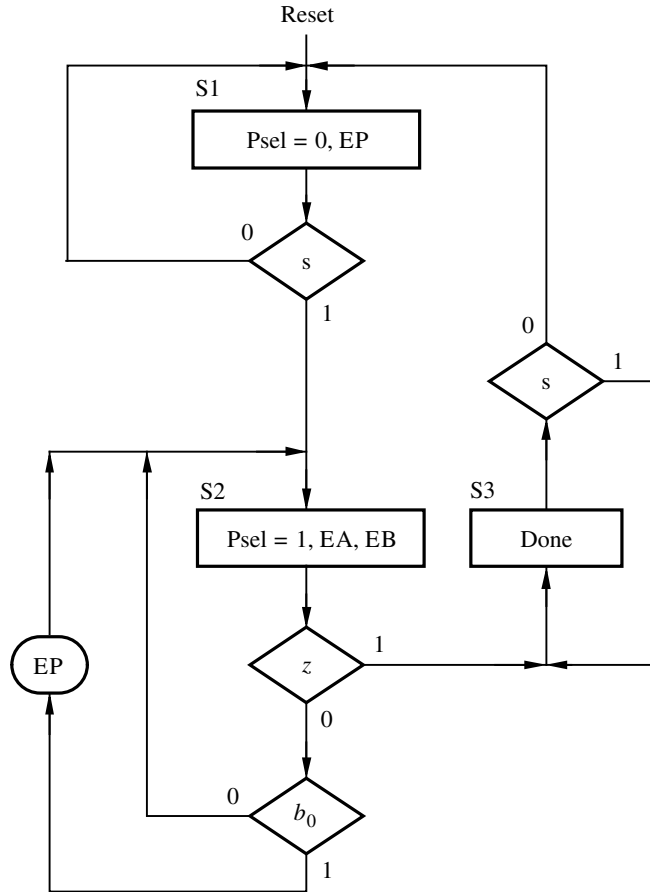 Reset
S1
Psel = 0, EP
0
s
1
0
1
s
S2
S3
Psel = 1, EA, EB
Done
1
EP
z
0
0
b0
1